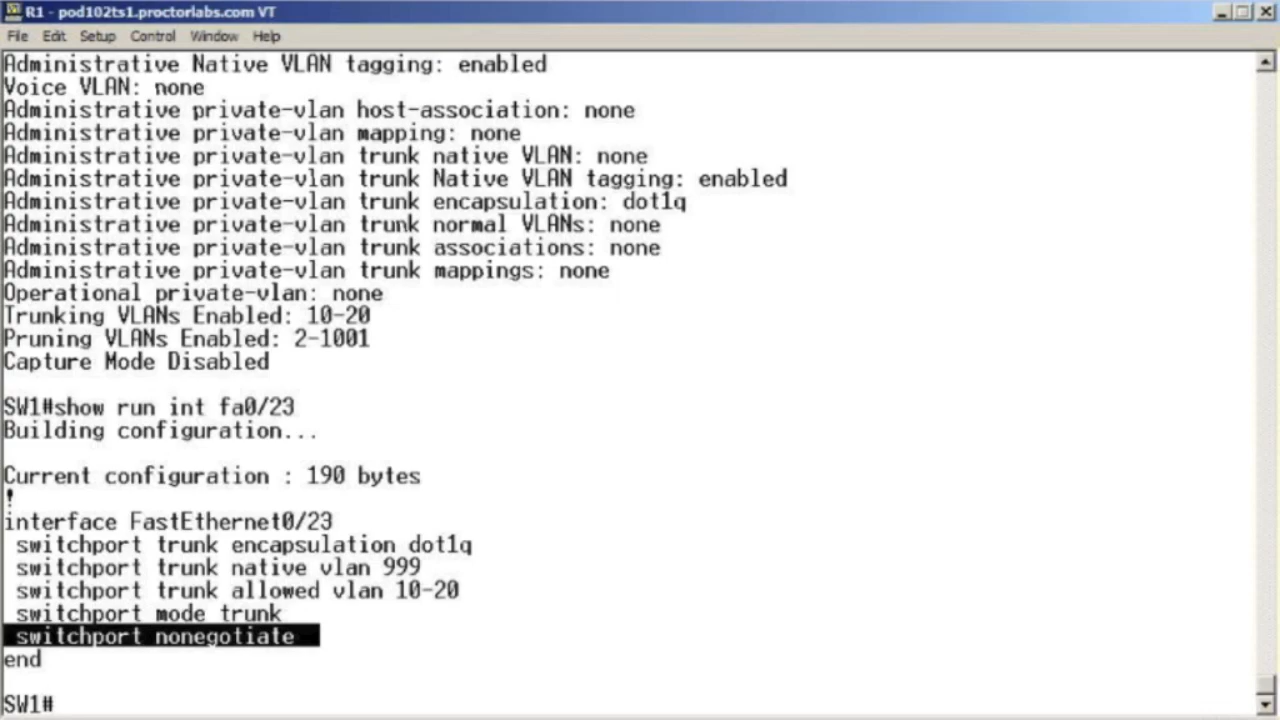 R1 - pod102ts1.proctorlabs.com VT
File Edit Setup Control Window Help
Administrative Native VLAN tagging: enabled
Voice VLAN: none
Administrative private-vlan host-association: none
Administrative private-vlan mapping: none
Administrative private-vlan trunk native VLAN: none
Administrative private-vlan trunk Native VLAN tagging: enabled
Administrative private-vlan trunk encapsulation: dot1q
Administrative private-vlan trunk normal VLANs: none
Administrative private-vlan trunk associations: none
Administrative private-vlan trunk mappings: none
Operational private-vlan: none
Trunking VLANs Enabled: 10-20
Pruning VLANs Enabled: 2-1001
Capture Mode Disabled
SW1#show run int fa0/23
Building configuration...
Current configuration : 190 bytes
!
interface FastEthernet0/23
switchport trunk encapsulation dot1q
switchport trunk native vlan 999
switchport trunk allowed vlan 10-20
switchport mode trunk
switchport nonegotiate
end
SW1#